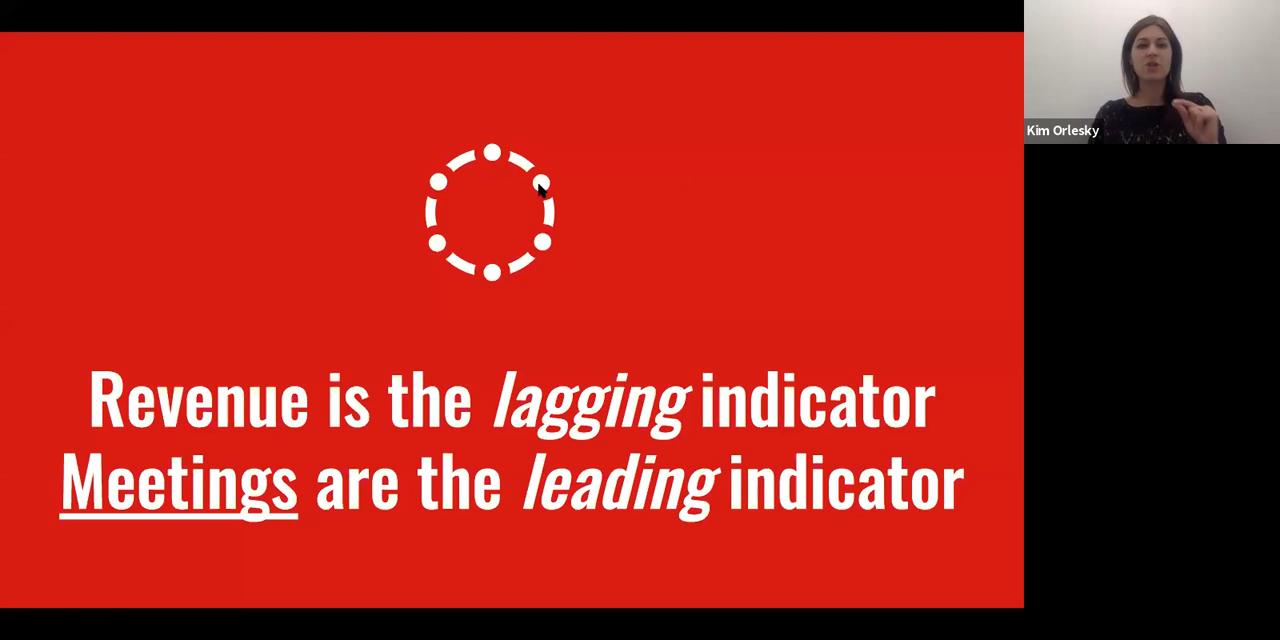 Kim Orlesky
Revenue is the lagging indicator
Meetings are the leading indicator